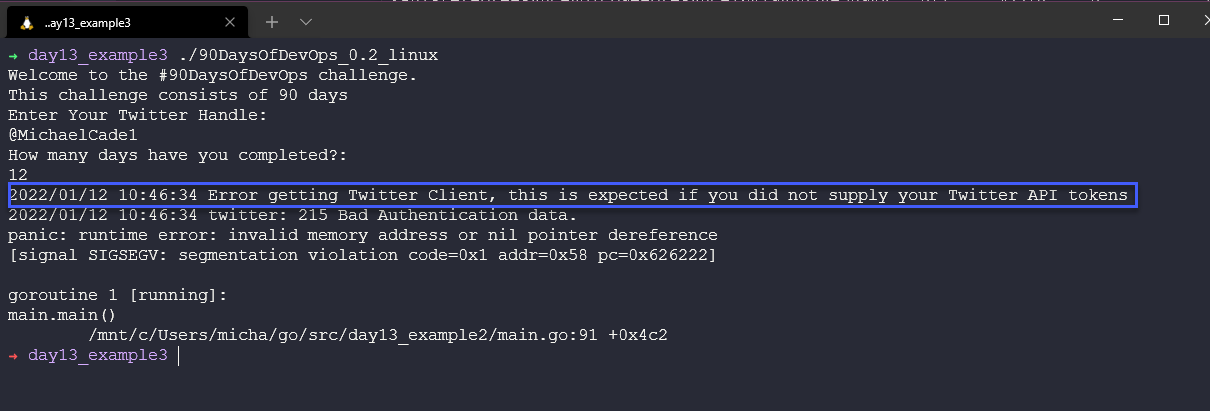 ..ay13_example3
→ day13_example3 ./90DaysOfDevOps_0.2_linux
Welcome to the #90DaysOfDevOps challenge.
This challenge consists of 90 days
Enter Your Twitter Handle:
@MichaelCade1
How many days have you completed?:
12
2022/01/12 10:46:34 Error getting Twitter Client, this is expected if you did not supply your Twitter API tokens
2022/01/12 10:46:34 twitter: 215 Bad Authentication data.
panic: runtime error: invalid memory address or nil pointer dereference
[signal SIGSEGV: segmentation violation code=0x1 addr=0x58 pc=0x626222]
goroutine 1 [running]:
main.main()
/mnt/c/Users/micha/go/src/day13_example2/main.go:91 +0x4c2
→ day13_example3